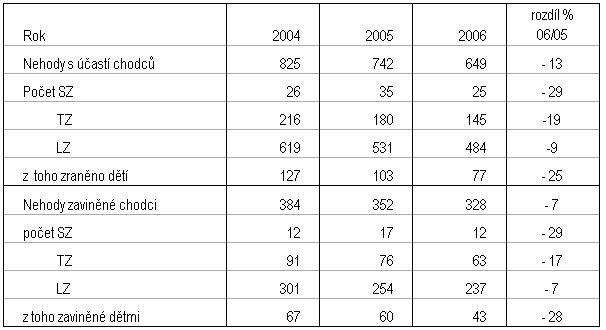 rozdíl %
Rok 2004 2005 2006 06/05
Nehody s účastí chodců 825 742 649 - 13
Počet SZ 26 35 25 - 29
TZ 216 180 145 -19
LZ 619 531 484 -9
z toho zraněno dětí 127 103 77 - 25
Nehody zaviněné chodci 384 352 328 - 7
počet SZ 12 17 12 - 29
TZ 91 76 63 - 17
LZ 301 254 237 - 7
z toho zaviněné dětmi 67 60 43 - 28